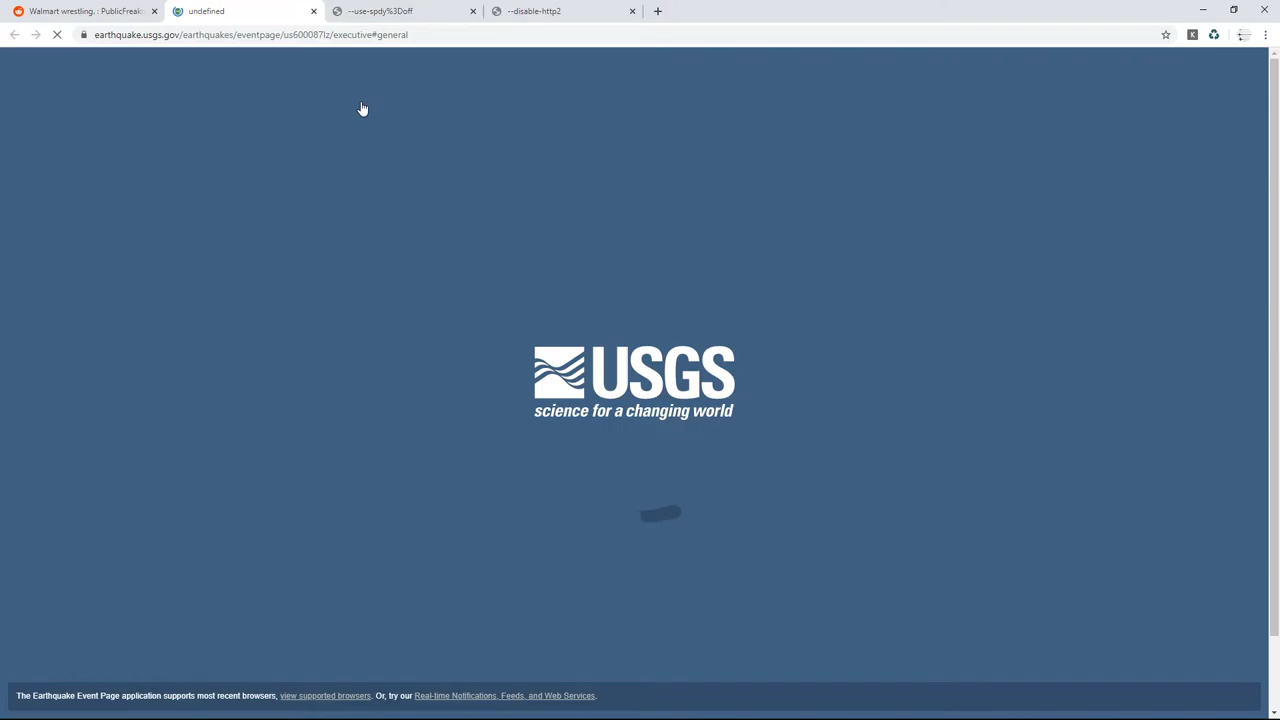 Walmart wrestling. : PublicFreak
undefined
--use-spdy%3Doff
--disable-http2
earthquake.usgs.gov/earthquakes/eventpage/us600087lz/executive#general
K
USGS
science for a changing world
The Earthquake Event Page application supports most recent browsers, view supported browsers. Or, try our Real-time Notifications, Feeds, and Web Services.